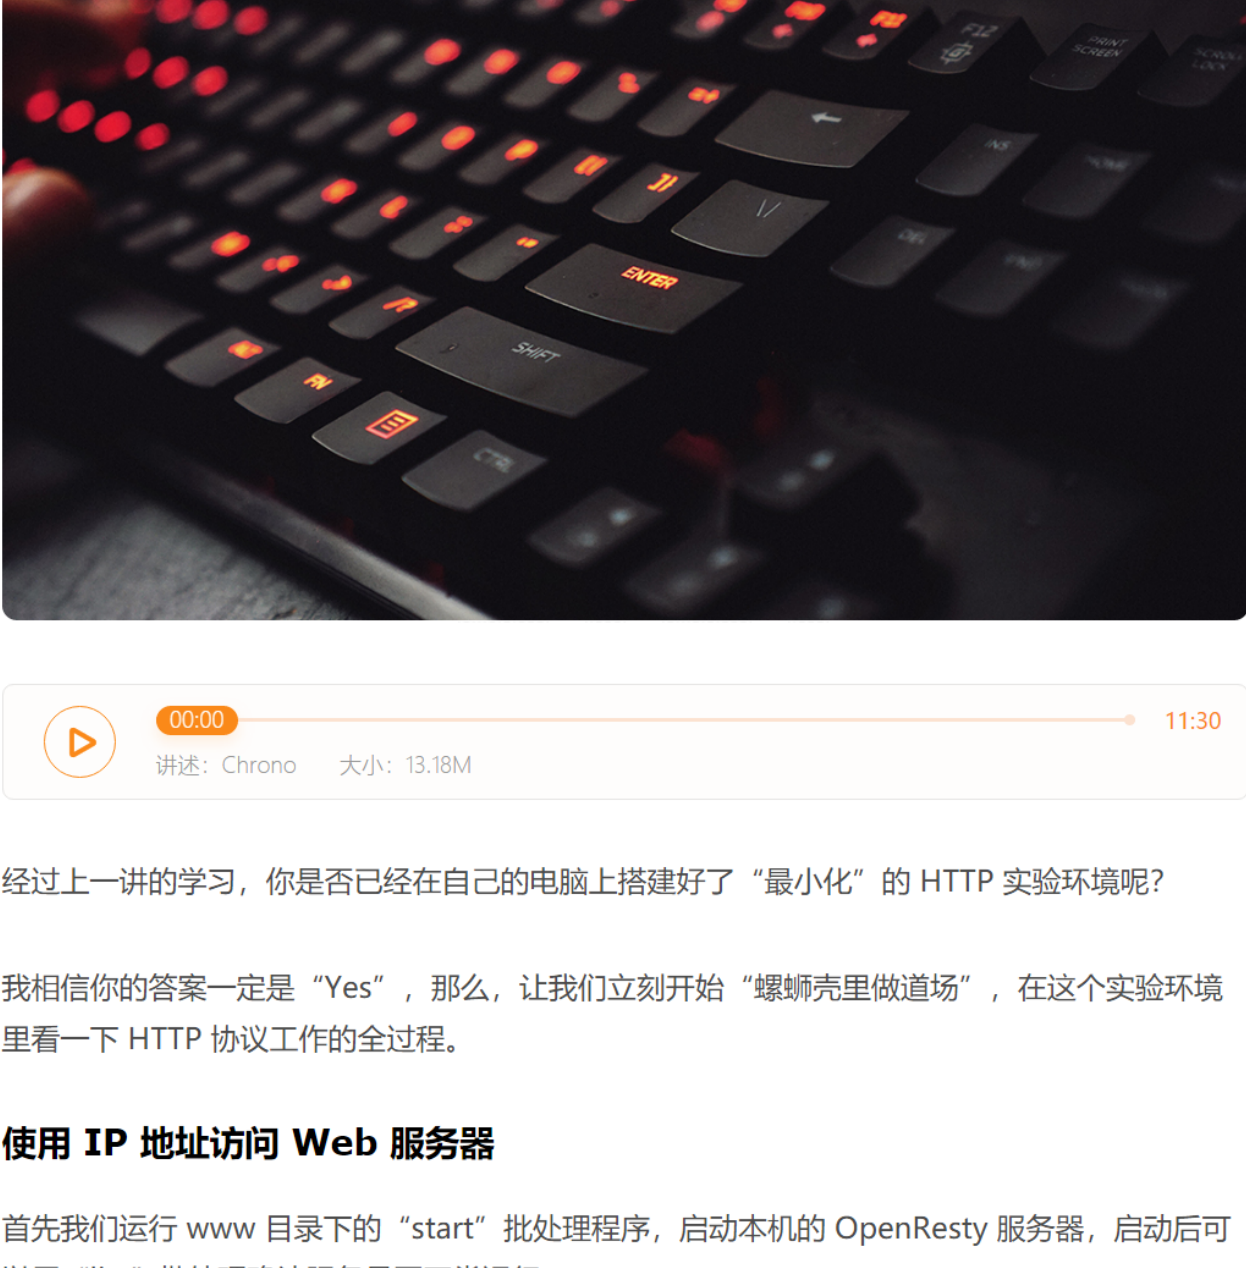 F12
PRINT
SCREEN
SCROLL
LOCK
INS
HOME
DEL
END
ENTER
SHIFT
FN
CTRL
00:00
11:30
讲述：Chrono 大小：13.18M
经过上一讲的学习，你是否已经在自己的电脑上搭建好了“最小化”的 HTTP 实验环境呢？
我相信你的答案一定是“Yes”，那么，让我们立刻开始“螺蛳壳里做道场”，在这个实验环境
里看一下 HTTP 协议工作的全过程。
使用 IP 地址访问 Web 服务器
首先我们运行 www 目录下的“start”批处理程序，启动本机的 OpenResty 服务器，启动后可